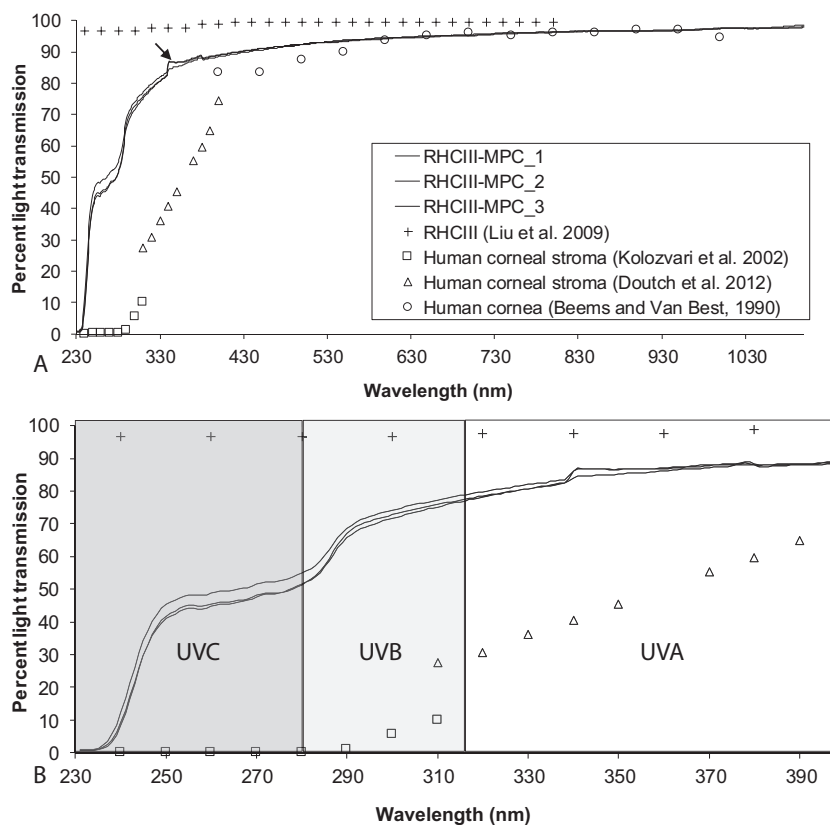 100
90
80
70
60
50
40
30
20
10
0
Percent light transmission
RHCIII-MPC_1
RHCIII-MPC_2
RHCIII-MPC_3
RHCIII (Liu et al. 2009)
Human corneal stroma (Kolozvari et al. 2002)
Human corneal stroma (Doutch et al. 2012)
Human cornea (Beems and Van Best, 1990)
230 330 430 530 630 730 830 930 1030
A
Wavelength (nm)
100
90
80
70
60
50
40
30
20
10
0
Percent light transmission
UVC UVB UVA
230 250 270 290 310 330 350 370 390
B
Wavelength (nm)